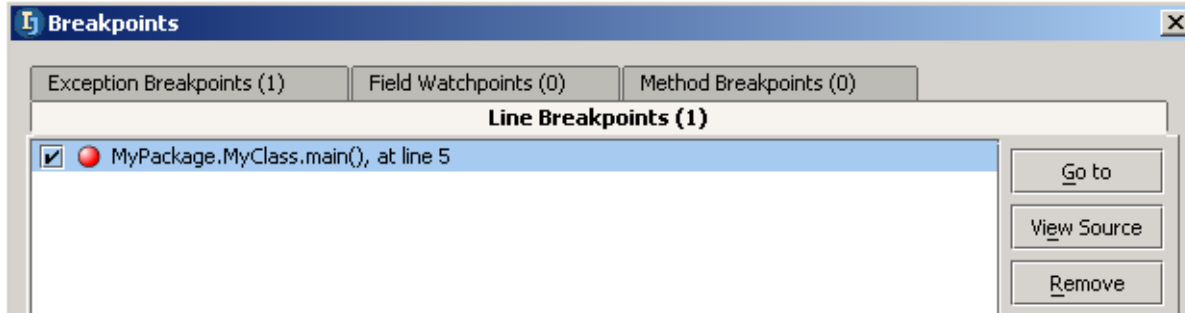 Breakpoints
Exception Breakpoints (1) Field Watchpoints (0) Method Breakpoints (0)
Line Breakpoints (1)
MyPackage.MyClass.main(), at line 5
Go to
View Source
Remove